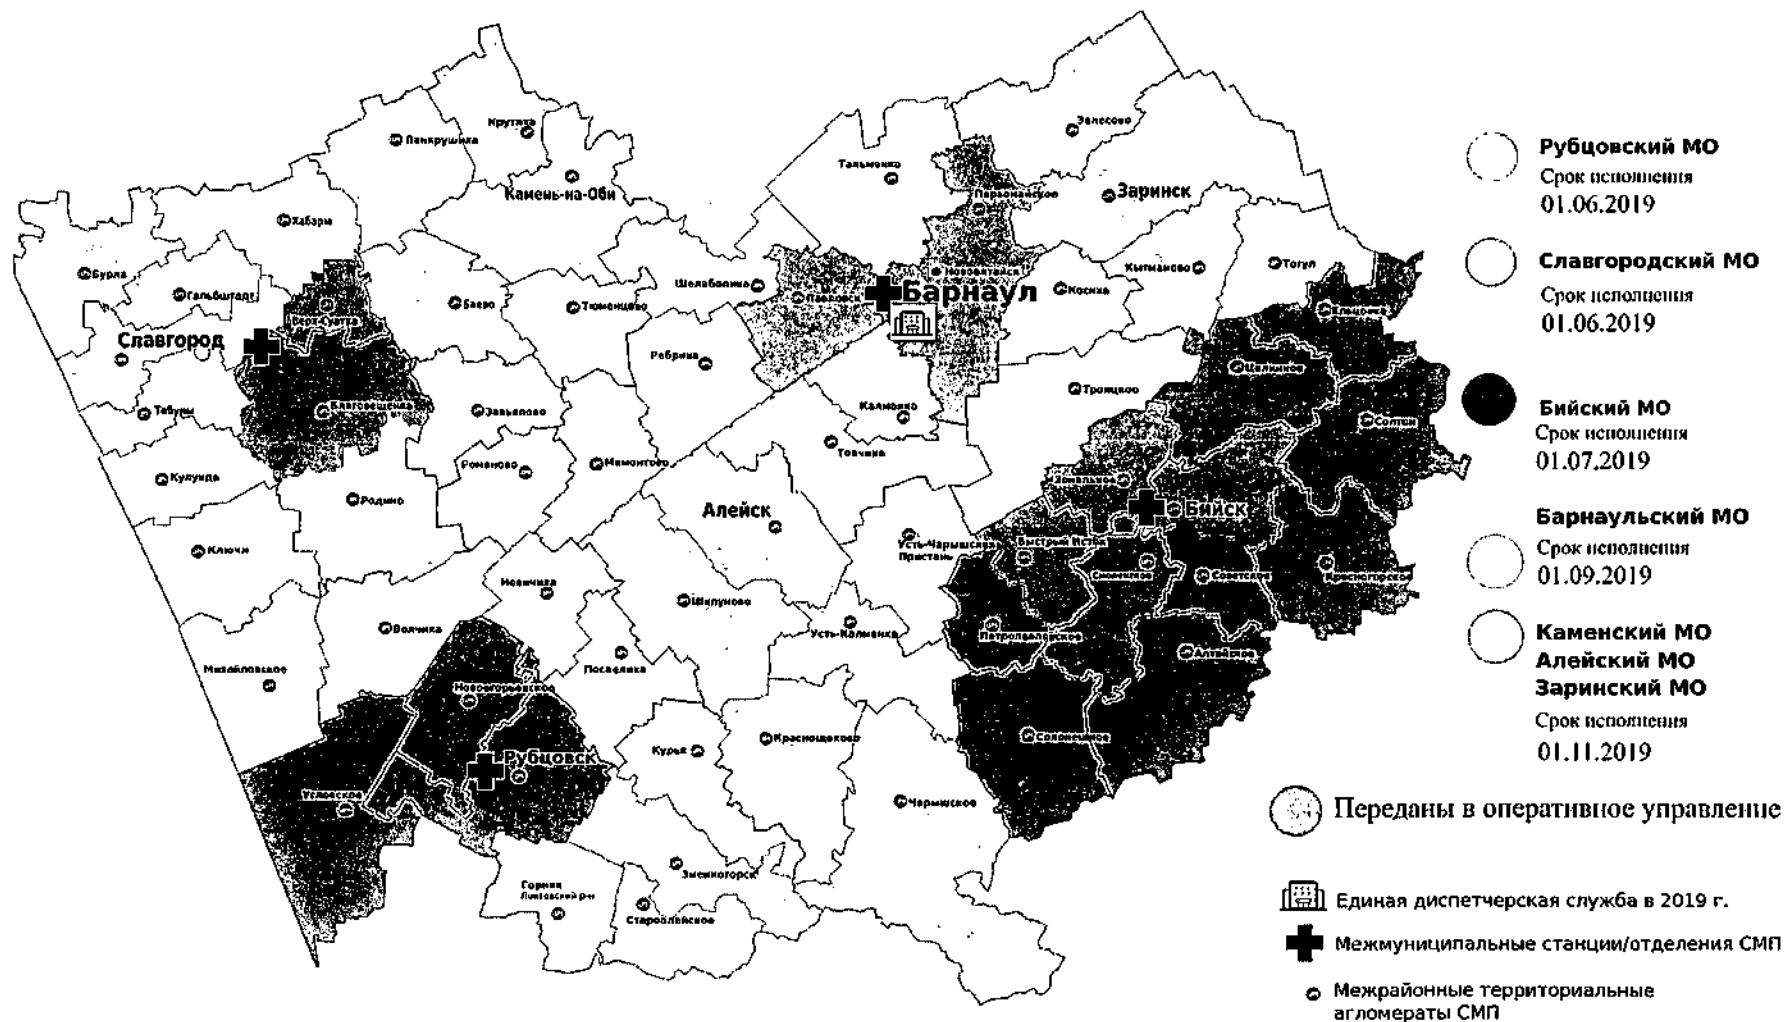 Крутиха
Панкрушиха
Камень-на-Оби
Хабары
Бурла
Гальбштадт
Славгород
Табуны
Благовещенка
Кулунда
Ключи
Родино
Баево
Тюменцево
Завьялово
Романово
Мамонтово
Шелаболиха
Ребриха
Павловск
Барнаул
Новоалтайск
Первомайское
Тальменка
Залесово
Заринск
Кытманово
Тогул
Косиха
Троицкое
Калманка
Топчиха
Алейск
Усть-Чарышская
Пристань
Усть-Калманка
Шипуново
Новичиха
Поспелиха
Волчиха
Михайловское
Новоегорьевское
Рубцовск
Угловское
Курья
Краснощеково
Чарышское
Змеиногорск
Староалейское
Горняк
Локтевский р-н
Ельцовка
Целинное
Солтон
Зональное
Бийск
Быстрый Исток
Смоленское
Советское
Красногорское
Петропавловское
Алтайское
Солонешное
Рубцовский МО
Срок исполнения
01.06.2019
Славгородский МО
Срок исполнения
01.06.2019
Бийский МО
Срок исполнения
01.07.2019
Барнаульский МО
Срок исполнения
01.09.2019
Каменский МО
Алейский МО
Заринский МО
Срок исполнения
01.11.2019
Переданы в оперативное управление
Единая диспетчерская служба в 2019 г.
Межмуниципальные станции/отделения СМП
Межрайонные территориальные
агломераты СМП